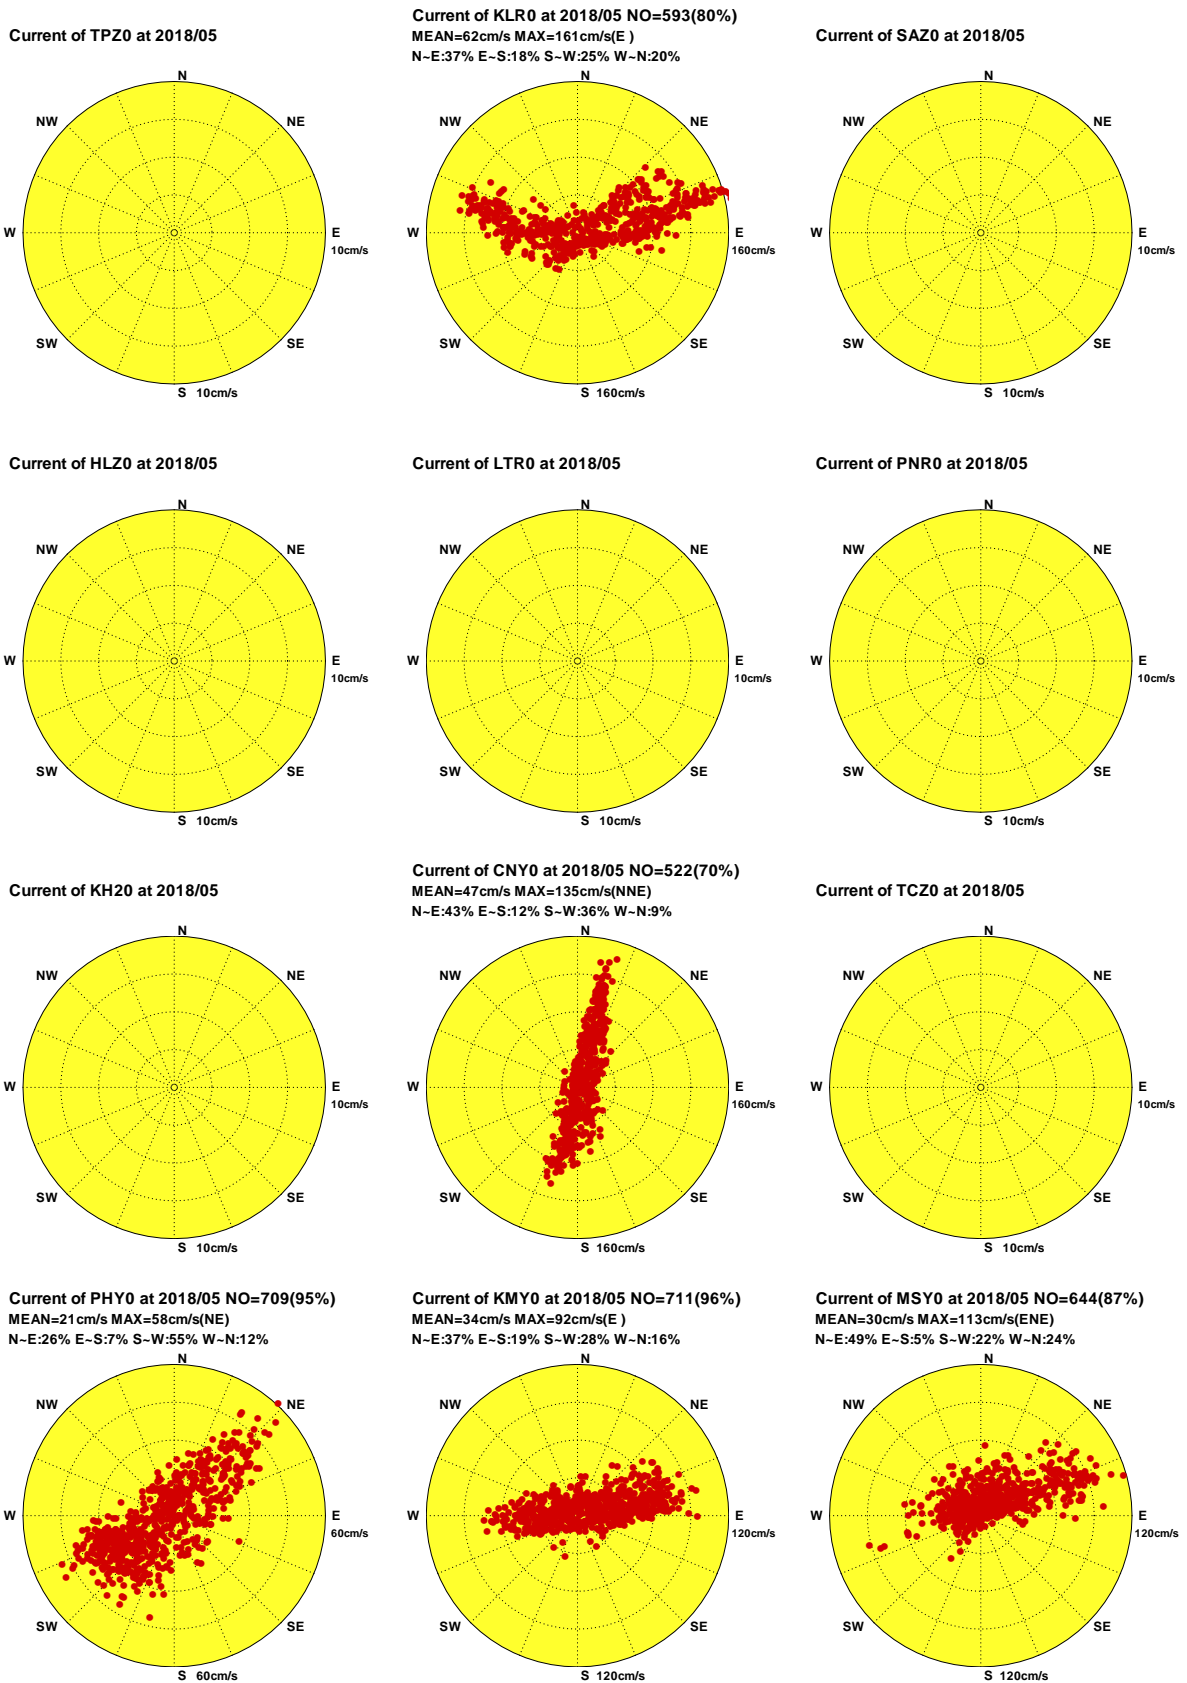 Current of TPZ0 at 2018/05
N
NW
NE
W
E
10cm/s
SW
SE
S 10cm/s
Current of KLR0 at 2018/05 NO=593(80%)
MEAN=62cm/s MAX=161cm/s(E )
N~E:37% E~S:18% S~W:25% W~N:20%
N
NW
NE
W
E
160cm/s
SW
SE
S 160cm/s
Current of SAZ0 at 2018/05
N
NW
NE
W
E
10cm/s
SW
SE
S 10cm/s
Current of HLZ0 at 2018/05
N
NW
NE
W
E
10cm/s
SW
SE
S 10cm/s
Current of LTR0 at 2018/05
N
NW
NE
W
E
10cm/s
SW
SE
S 10cm/s
Current of PNR0 at 2018/05
N
NW
NE
W
E
10cm/s
SW
SE
S 10cm/s
Current of KH20 at 2018/05
N
NW
NE
W
E
10cm/s
SW
SE
S 10cm/s
Current of CNY0 at 2018/05 NO=522(70%)
MEAN=47cm/s MAX=135cm/s(NNE)
N~E:43% E~S:12% S~W:36% W~N:9%
N
NW
NE
W
E
160cm/s
SW
SE
S 160cm/s
Current of TCZ0 at 2018/05
N
NW
NE
W
E
10cm/s
SW
SE
S 10cm/s
Current of PHY0 at 2018/05 NO=709(95%)
MEAN=21cm/s MAX=58cm/s(NE)
N~E:26% E~S:7% S~W:55% W~N:12%
N
NW
NE
W
E
60cm/s
SW
SE
S 60cm/s
Current of KMY0 at 2018/05 NO=711(96%)
MEAN=34cm/s MAX=92cm/s(E )
N~E:37% E~S:19% S~W:28% W~N:16%
N
NW
NE
W
E
120cm/s
SW
SE
S 120cm/s
Current of MSY0 at 2018/05 NO=644(87%)
MEAN=30cm/s MAX=113cm/s(ENE)
N~E:49% E~S:5% S~W:22% W~N:24%
N
NW
NE
W
E
120cm/s
SW
SE
S 120cm/s